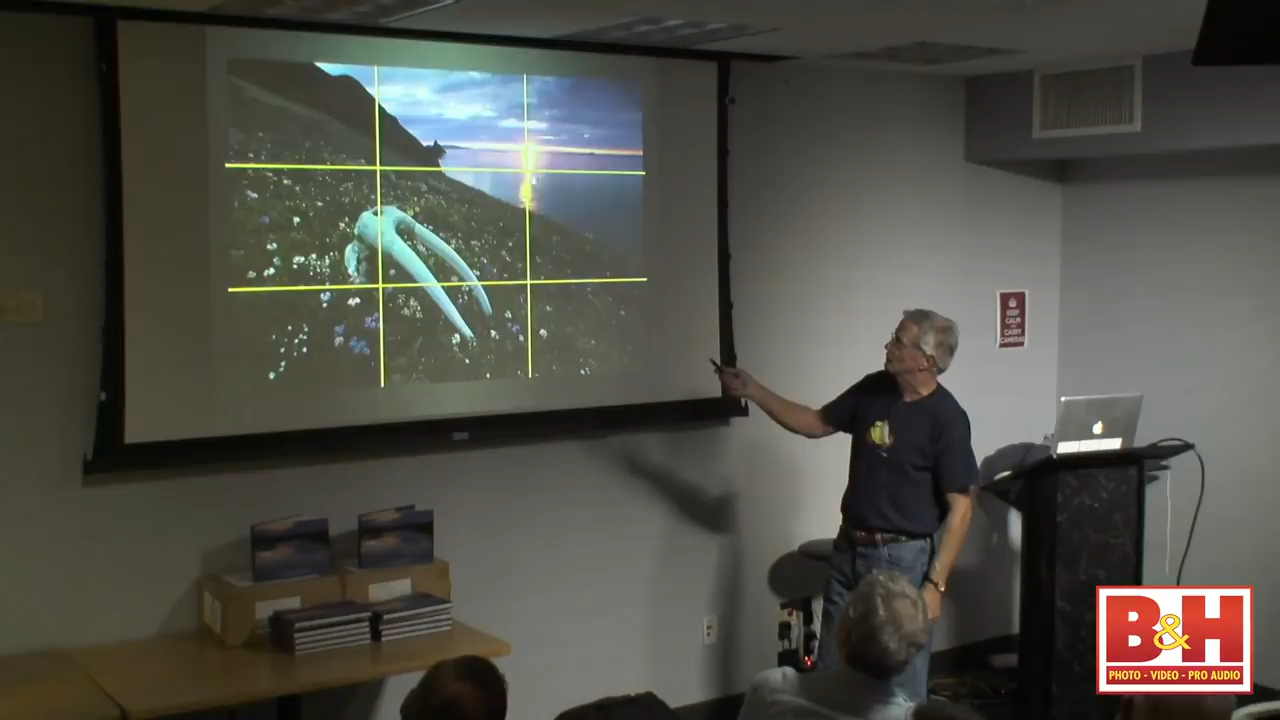 KEEP
CALM
AND
CARRY
CAMERAS
B&H
PHOTO - VIDEO - PRO AUDIO